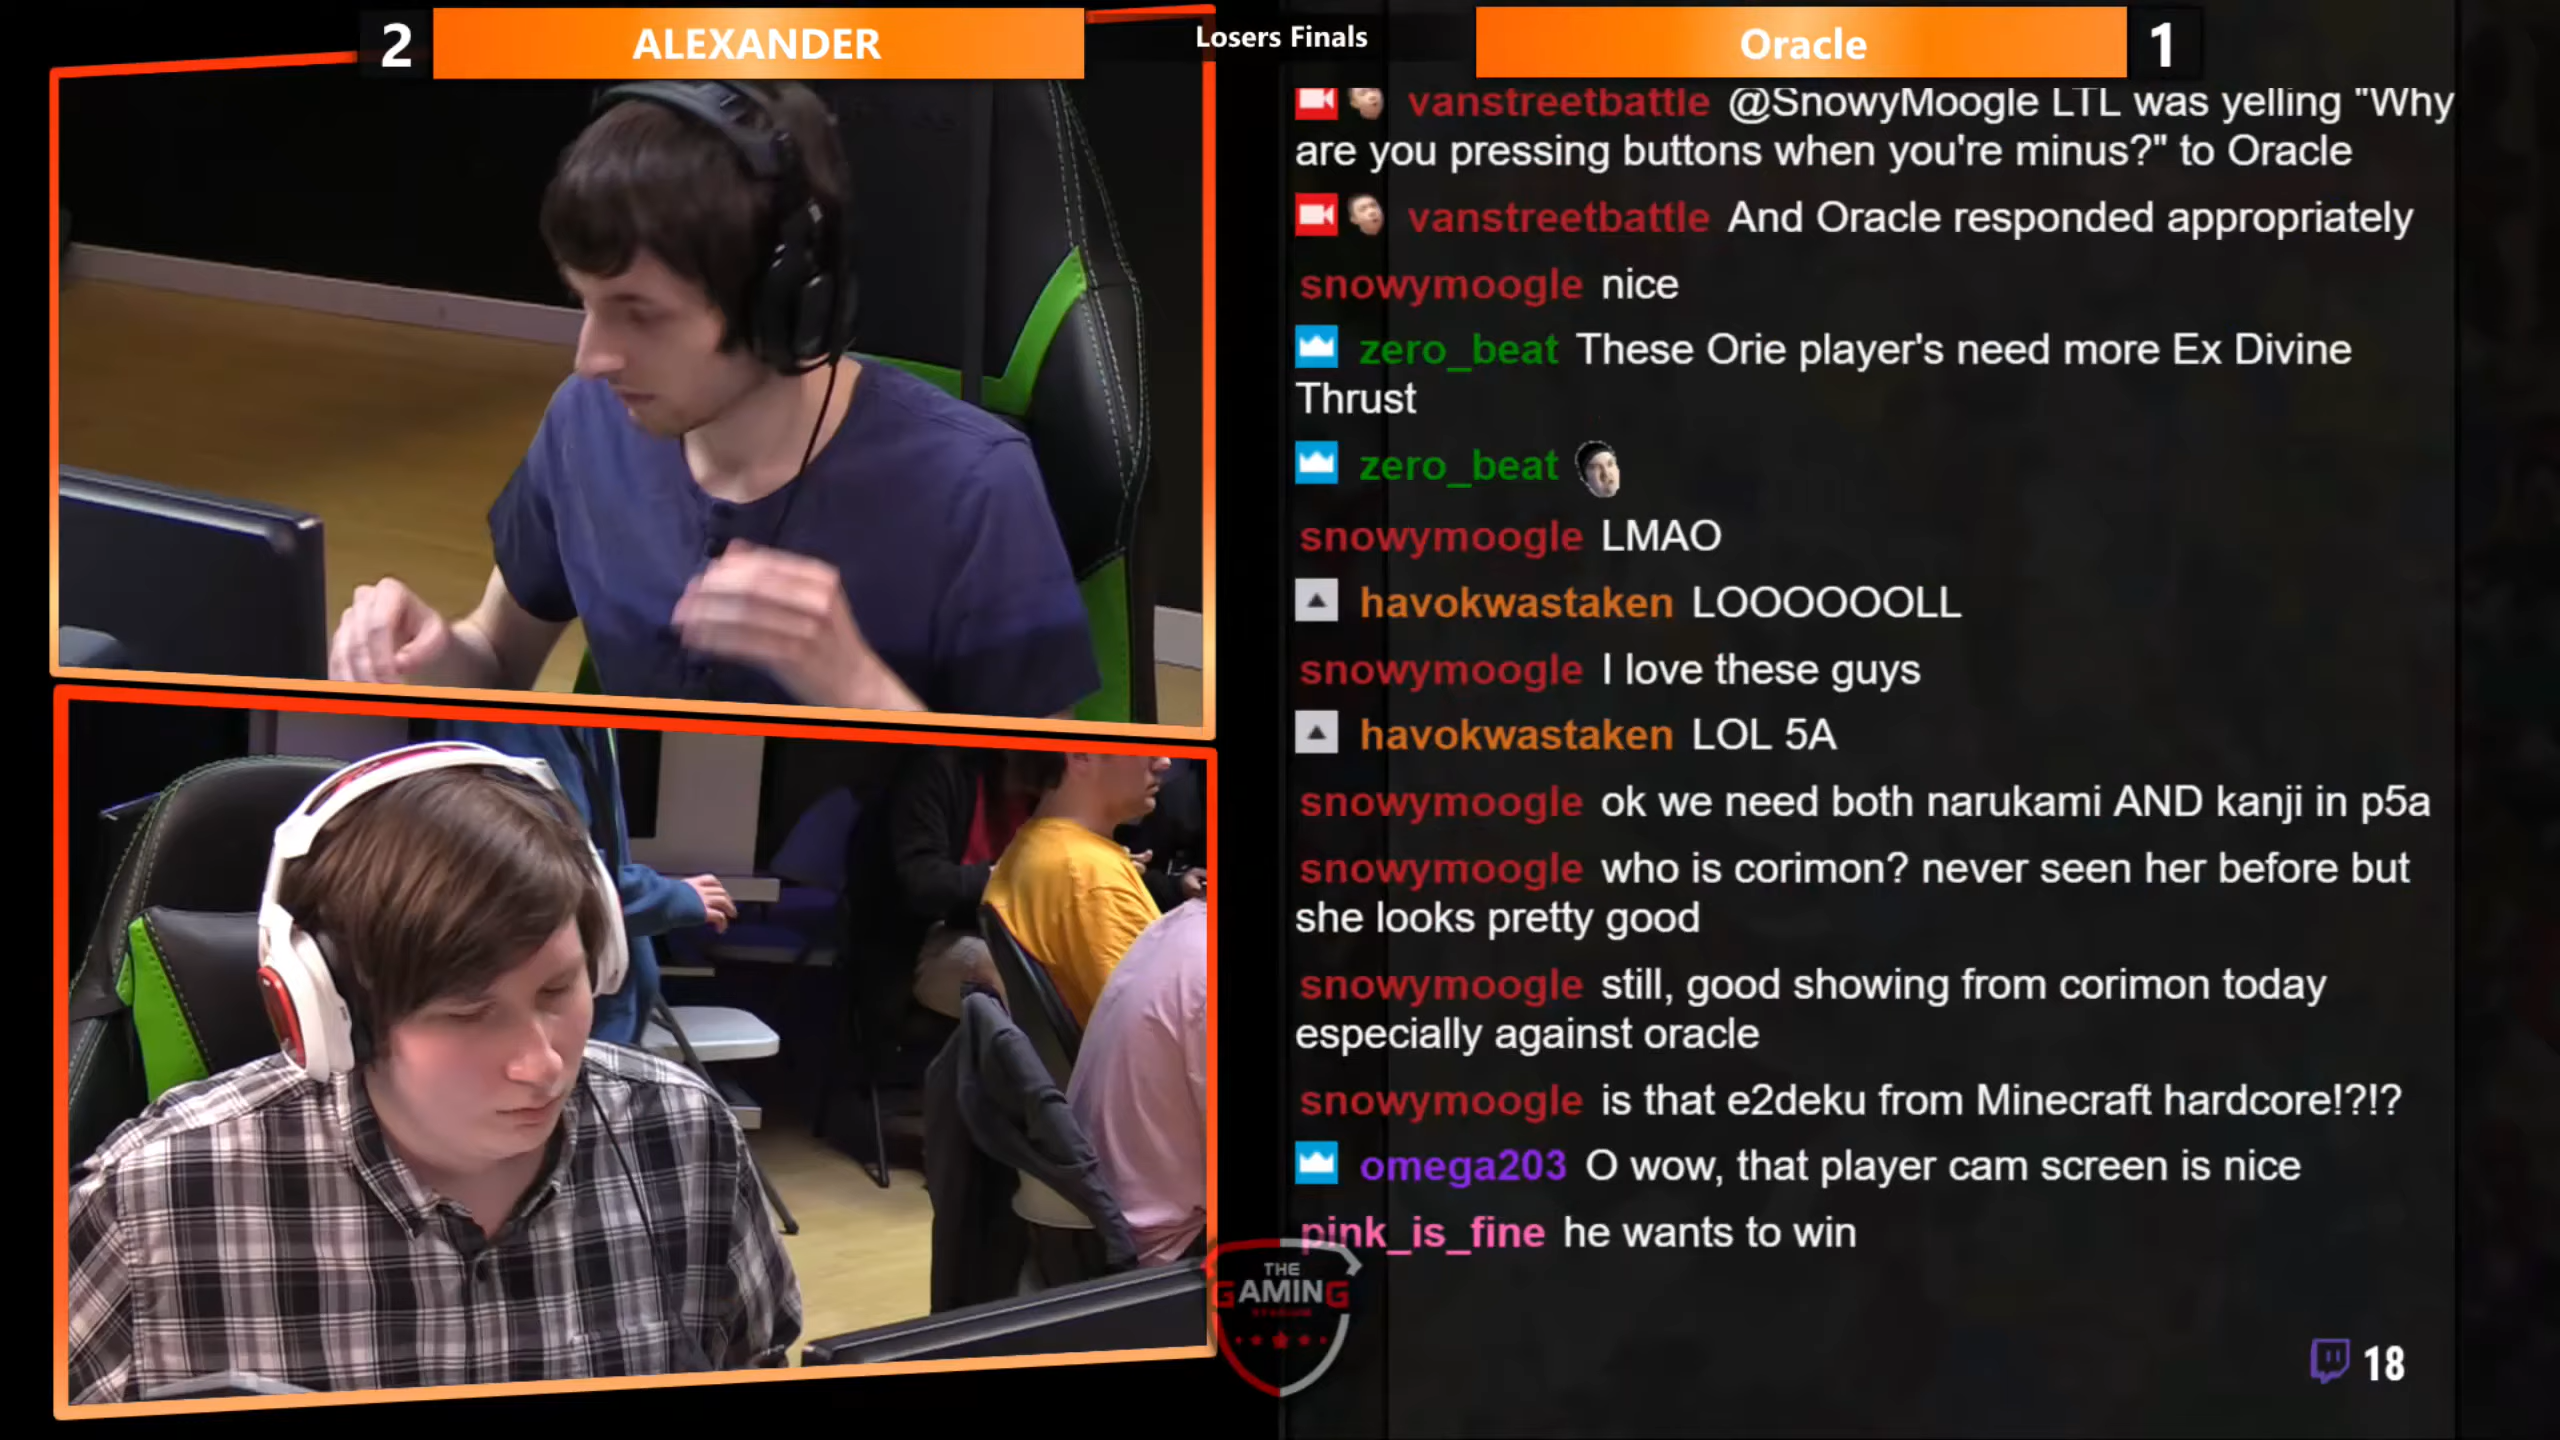 2
ALEXANDER
Losers Finals
Oracle
1
vanstreetbattle @SnowyMoogle LTL was yelling "Why
are you pressing buttons when you're minus?" to Oracle
vanstreetbattle And Oracle responded appropriately
snowymoogle nice
zero_beat These Orie player's need more Ex Divine
Thrust
zero_beat
snowymoogle LMAO
havokwastaken LOOOOOOLL
snowymoogle I love these guys
havokwastaken LOL 5A
snowymoogle ok we need both narukami AND kanji in p5a
snowymoogle who is corimon? never seen her before but
she looks pretty good
snowymoogle still, good showing from corimon today
especially against oracle
snowymoogle is that e2deku from Minecraft hardcore!?!?
omega203 O wow, that player cam screen is nice
pink_is_fine he wants to win
THE
GAMING
STADIUM
18